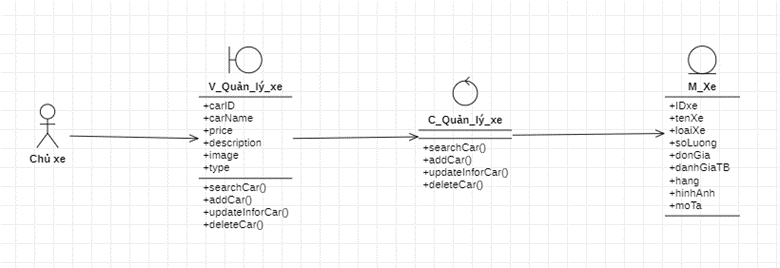 Chủ xe
V_Quản_lý_xe
+carID
+carName
+price
+description
+image
+type
+searchCar()
+addCar()
+updateInforCar()
+deleteCar()
C_Quản_lý_xe
+searchCar()
+addCar()
+updateInforCar()
+deleteCar()
M_Xe
+IDxe
+tenXe
+loaiXe
+soLuong
+donGia
+danhGiaTB
+hang
+hinhAnh
+moTa